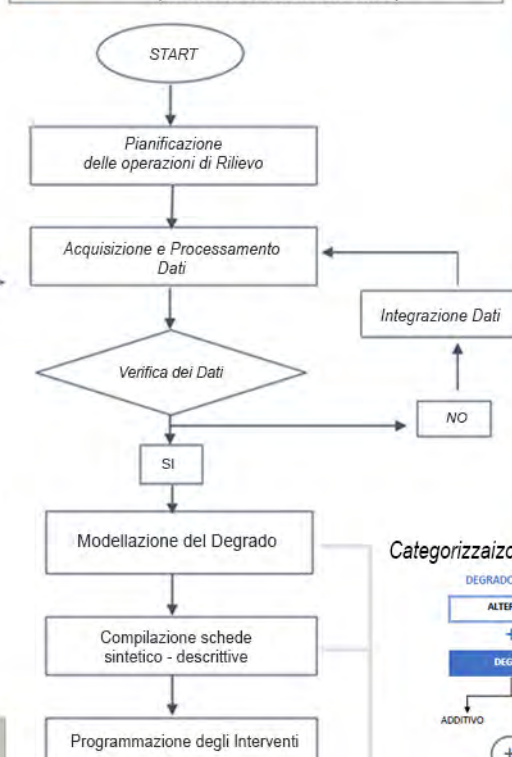 START
Pianificazione
delle operazioni di Rilievo
Acquisizione e Processamento
Dati
Integrazione Dati
Verifica dei Dati
NO
SI
Modellazione del Degrado
Compilazione schede
sintetico - descrittive
Programmazione degli Interventi
Categorizzaizo
DEGRADO
ALTER
+
DEG
ADDITIVO
+